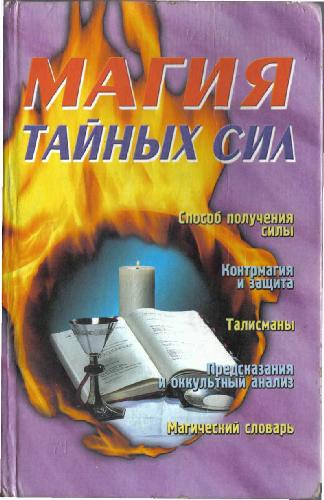 МАГИЯ
ТАЙНЫХ СИЛ
Способ получения
силы
Контрмагия
и защита
Талисманы
Предсказания
и оккультный анализ
Магический словарь